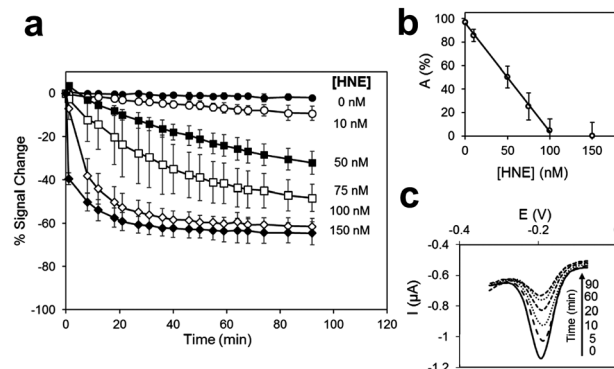 a
% Signal Change
0
-20
-40
-60
-80
-100
0
20
40
60
80
100
120
Time (min)
[HNE]
0 nM
10 nM
50 nM
75 nM
100 nM
150 nM
b
A (%)
100
80
60
40
20
0
0
50
100
150
[HNE] (nM)
c
E (V)
-0.4
-0.2
0
I (µA)
-0.4
-0.6
-0.8
-1
-1.2
Time (min)
90
60
20
10
5
0